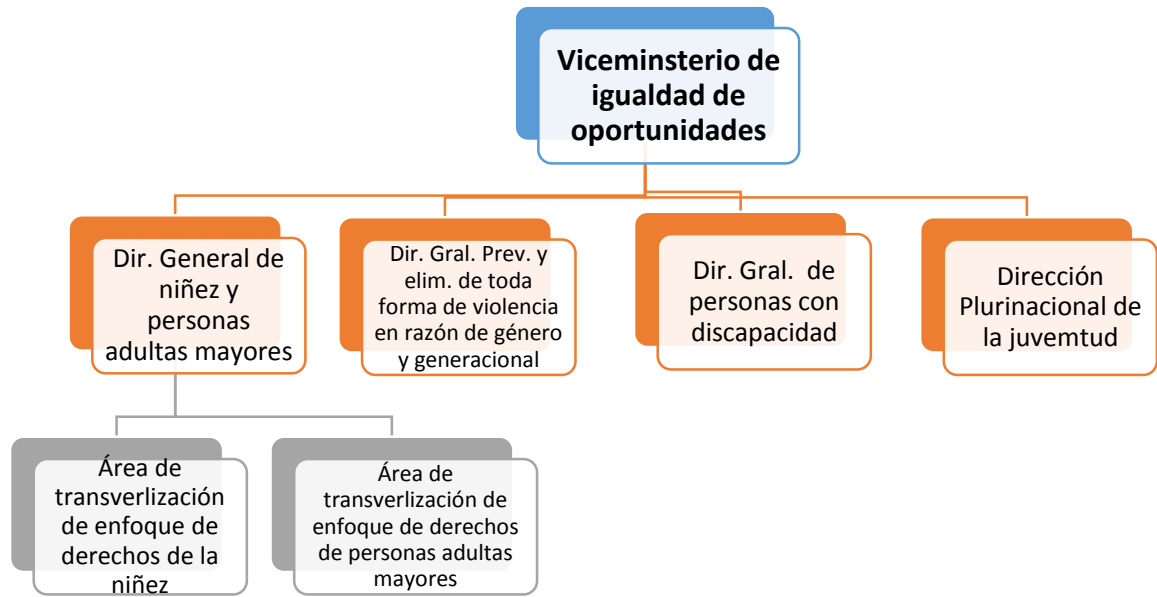 Viceminsterio de
igualdad de
oportunidades
Dir. General de
niñez y
personas
adultas mayores
Dir. Gral. Prev. y
elim. de toda
forma de violencia
en razón de género
y generacional
Dir. Gral. de
personas con
discapacidad
Dirección
Plurinacional de
la juvemtud
Área de
transverlización
de enfoque de
derechos de la
niñez
Área de
transverlización de
enfoque de derechos
de personas adultas
mayores